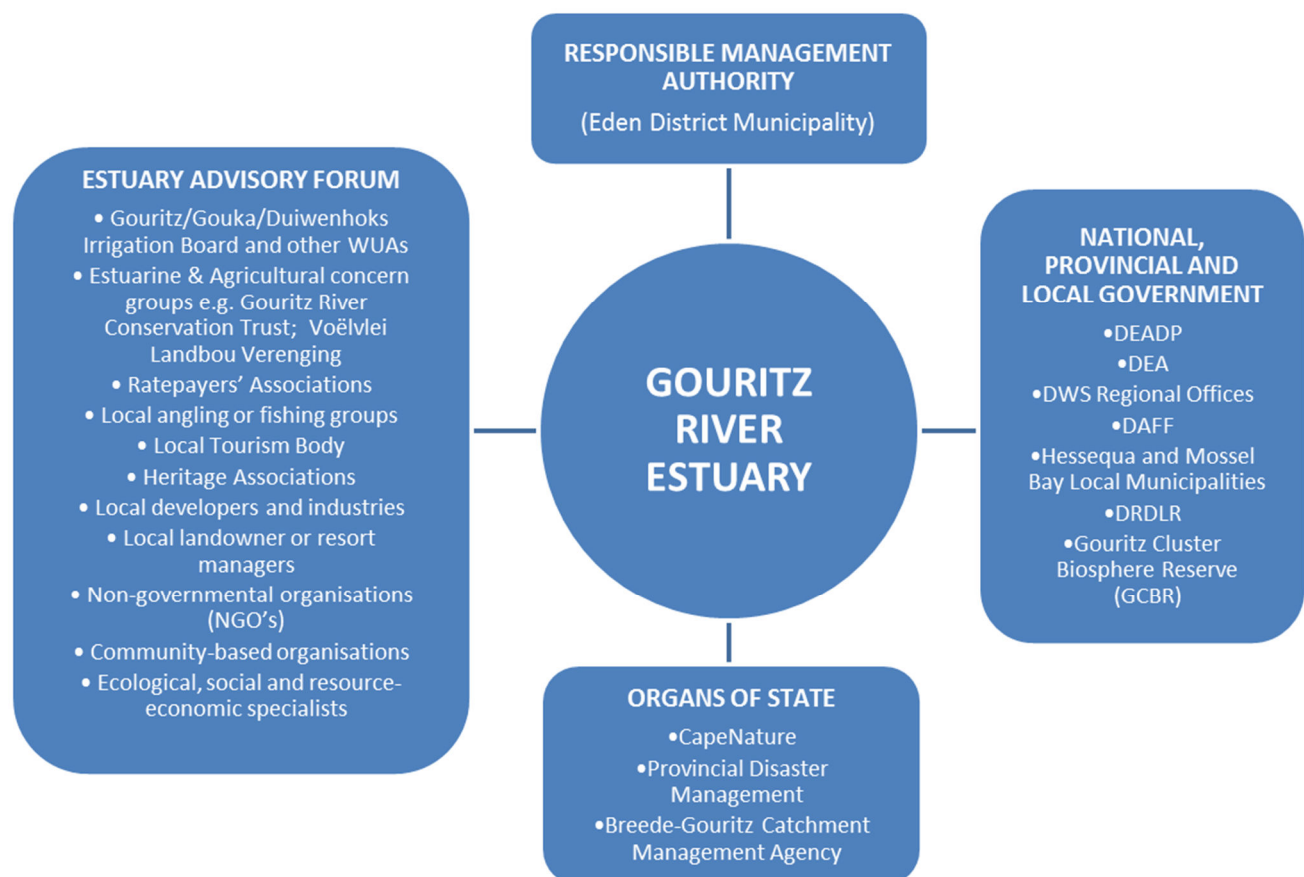 RESPONSIBLE MANAGEMENT
AUTHORITY
(Eden District Municipality)
ESTUARY ADVISORY FORUM
• Gouritz/Gouka/Duiwenhoks
Irrigation Board and other WUAs
• Estuarine & Agricultural concern
groups e.g. Gouritz River
Conservation Trust; Voëlvlei
Landbou Verenging
• Ratepayers' Associations
• Local angling or fishing groups
• Local Tourism Body
• Heritage Associations
• Local developers and industries
• Local landowner or resort
managers
• Non-governmental organisations
(NGO's)
• Community-based organisations
• Ecological, social and resource-
economic specialists
GOURITZ
RIVER
ESTUARY
NATIONAL,
PROVINCIAL AND
LOCAL GOVERNMENT
•DEADP
•DEA
•DWS Regional Offices
•DAFF
•Hessequa and Mossel
Bay Local Municipalities
•DRDLR
•Gouritz Cluster
Biosphere Reserve
(GCBR)
ORGANS OF STATE
•CapeNature
•Provincial Disaster
Management
•Breede-Gouritz Catchment
Management Agency